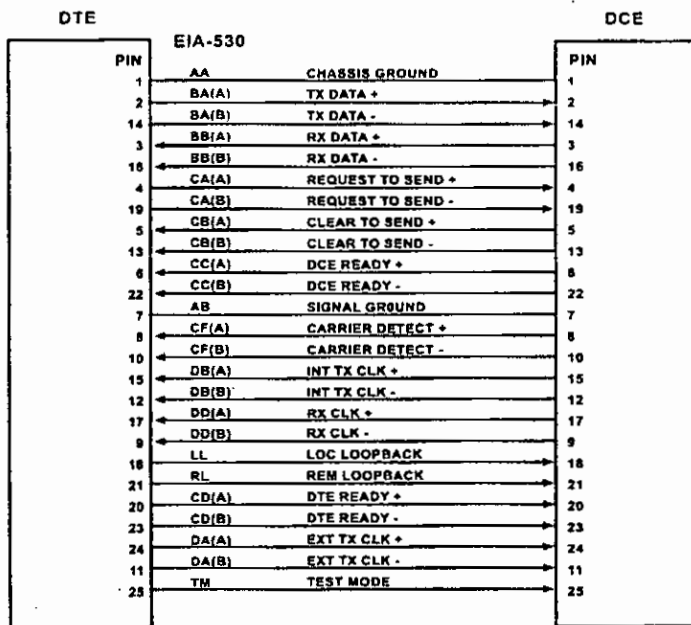 DTE DCE
EIA-530
PIN PIN
1 AA CHASSIS GROUND 1
2 BA(A) TX DATA + 2
14 BA(B) TX DATA - 14
3 BB(A) RX DATA + 3
16 BB(B) RX DATA - 16
4 CA(A) REQUEST TO SEND + 4
19 CA(B) REQUEST TO SEND - 19
5 CB(A) CLEAR TO SEND + 5
13 CB(B) CLEAR TO SEND - 13
6 CC(A) DCE READY + 6
22 CC(B) DCE READY - 22
7 AB SIGNAL GROUND 7
8 CF(A) CARRIER DETECT + 8
10 CF(B) CARRIER DETECT - 10
15 DB(A) INT TX CLK + 15
12 DB(B) INT TX CLK - 12
17 DD(A) RX CLK + 17
9 DD(B) RX CLK - 9
18 LL LOC LOOPBACK 18
21 RL REM LOOPBACK 21
20 CD(A) DTE READY + 20
23 CD(B) DTE READY - 23
24 DA(A) EXT TX CLK + 24
11 DA(B) EXT TX CLK - 11
25 TM TEST MODE 25